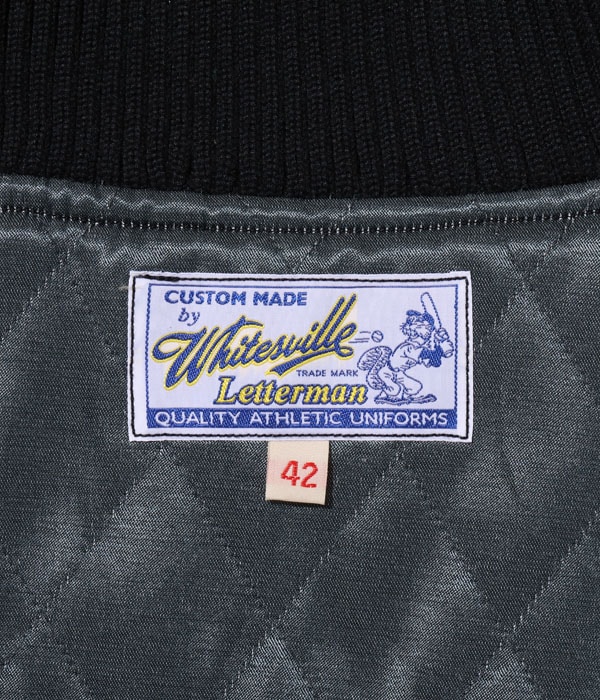 CUSTOM MADE
by
Whitesville
TRADE MARK
Letterman
QUALITY ATHLETIC UNIFORMS
42